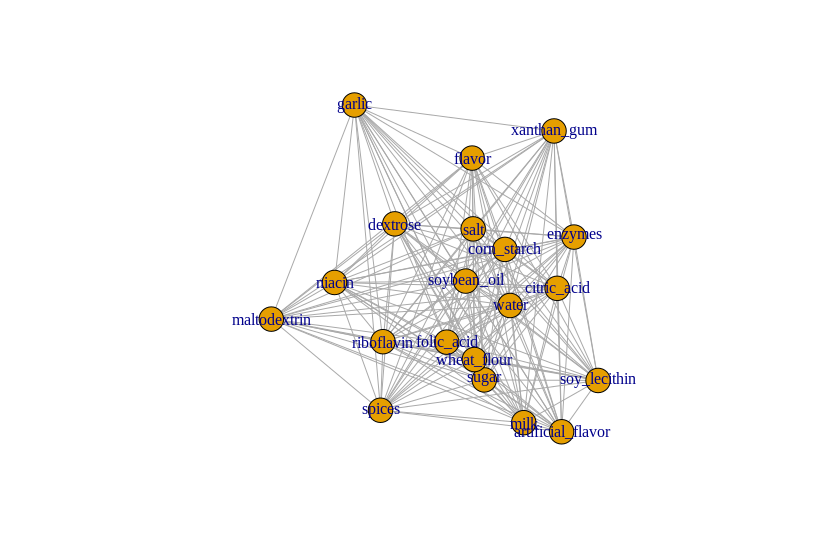 garlic
xanthan_gum
flavor
dextrose
salt
enzymes
corn_starch
niacin
soybean_oil
citric_acid
water
maltodextrin
riboflavin
folic_acid
wheat_flour
sugar
soy_lecithin
spices
milk
artificial_flavor